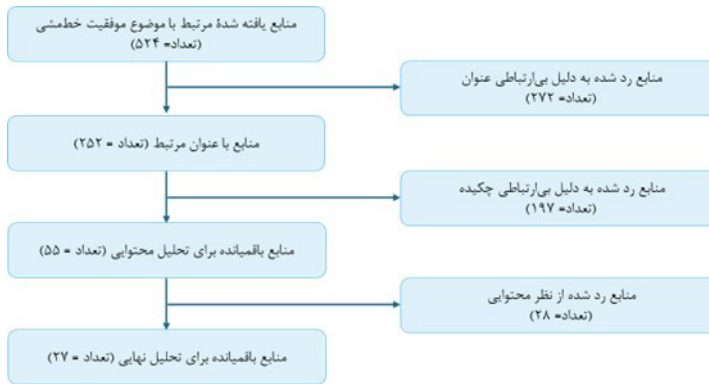 منابع یافته شدهٔ مرتبط با موضوع موفقیت خط‌مشی
(تعداد= ۵۲۴)
منابع رد شده به دلیل بی‌ارتباطی عنوان
(تعداد= ۲۷۲)
منابع با عنوان مرتبط (تعداد = ۲۵۲)
منابع رد شده به دلیل بی‌ارتباطی چکیده
(تعداد= ۱۹۷)
منابع باقمیانده برای تحلیل محتوایی (تعداد = ۵۵)
منابع رد شده از نظر محتوایی
(تعداد= ۲۸)
منابع باقمیانده برای تحلیل نهایی (تعداد = ۲۷)